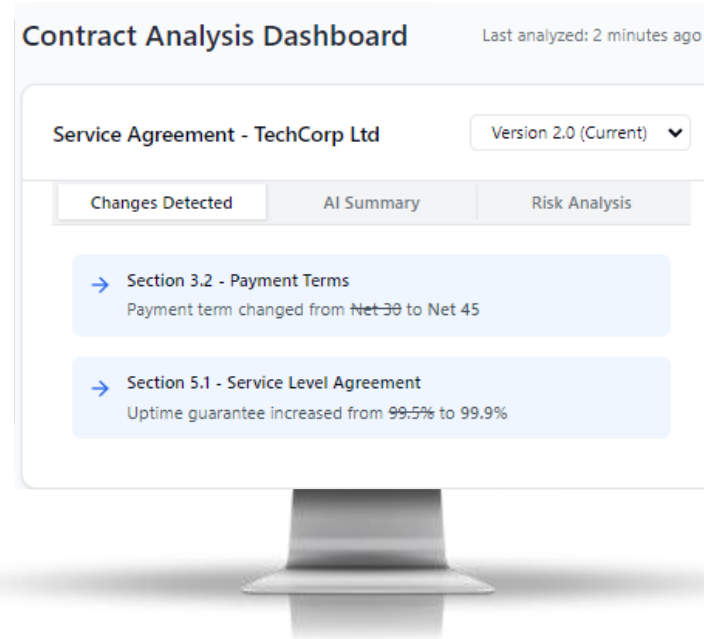 Contract Analysis Dashboard
Last analyzed: 2 minutes ago
Service Agreement - TechCorp Ltd
Version 2.0 (Current)
Changes Detected
AI Summary
Risk Analysis
Section 3.2 - Payment Terms
Payment term changed from Net 30 to Net 45
Section 5.1 - Service Level Agreement
Uptime guarantee increased from 99.5% to 99.9%